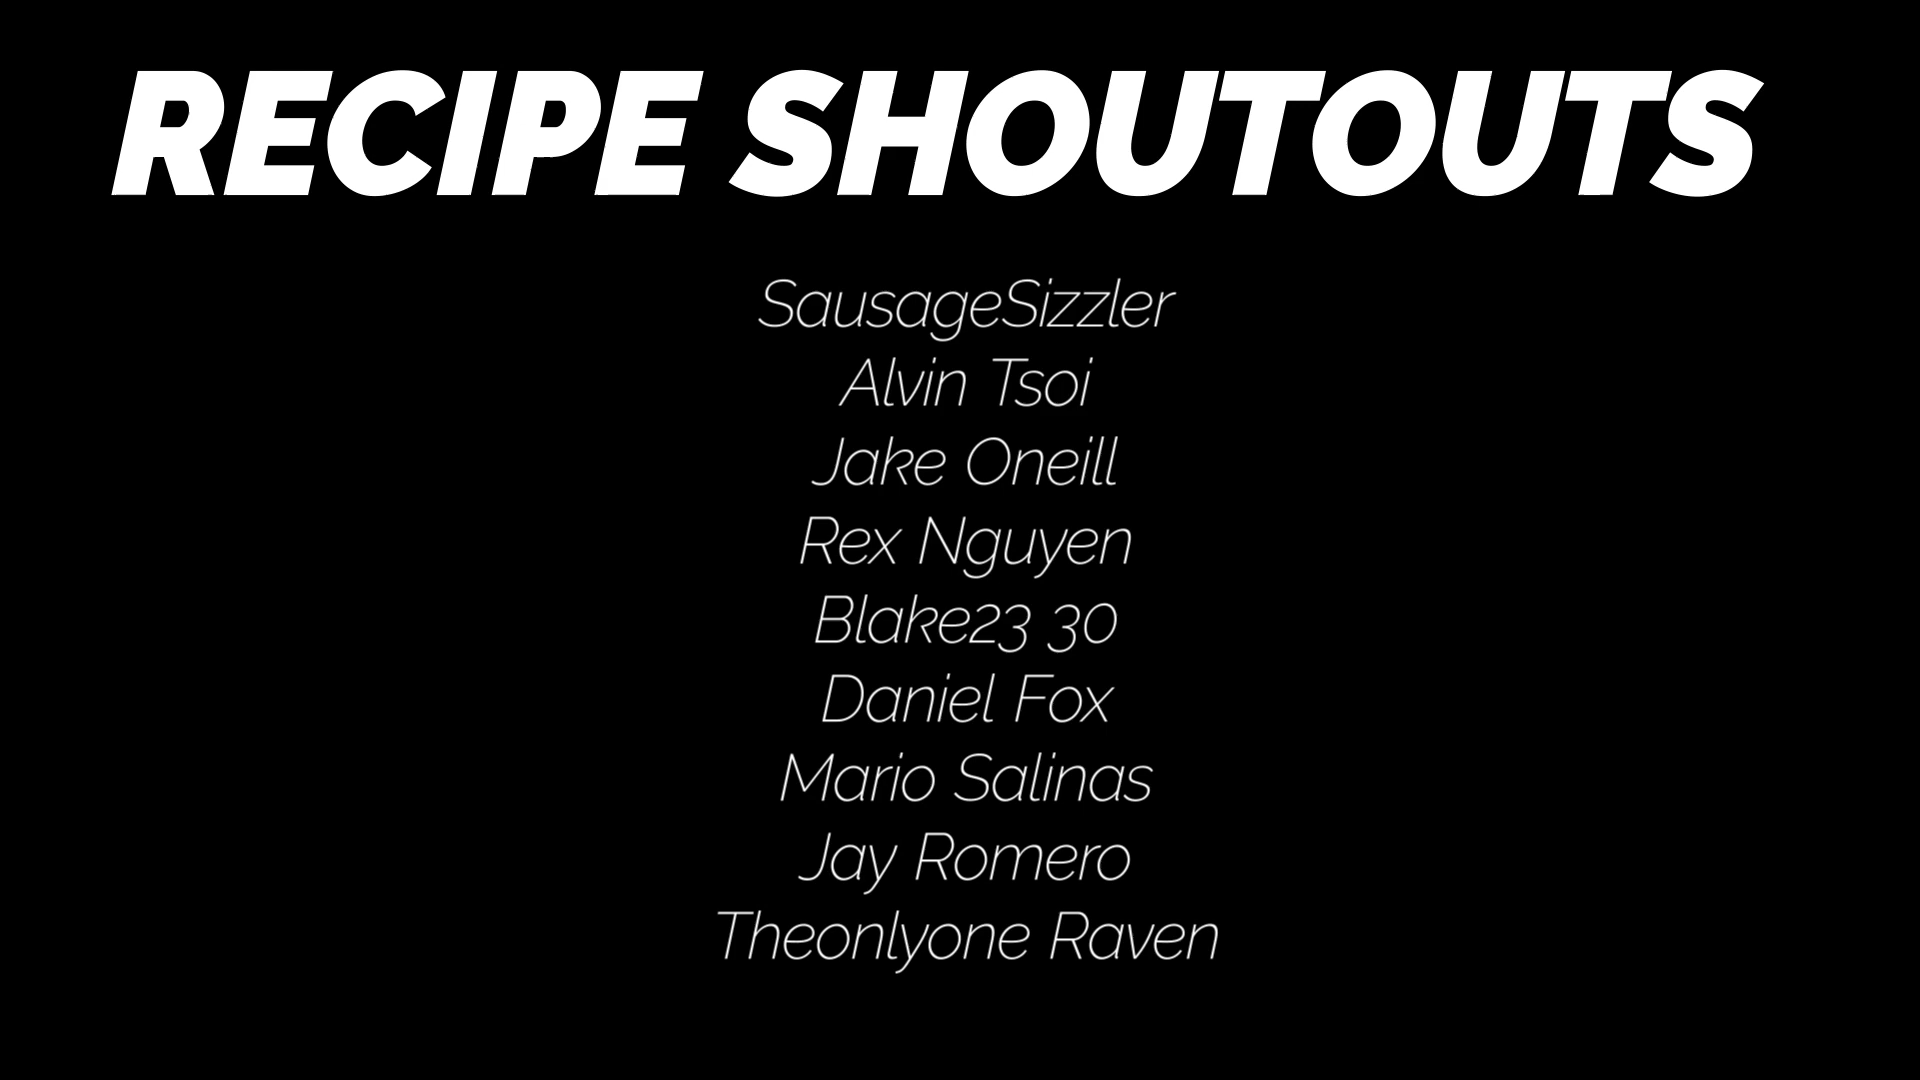 RECIPE SHOUTOUTS
SausageSizzler
Alvin Tsoi
Jake Oneill
Rex Nguyen
Blake23 30
Daniel Fox
Mario Salinas
Jay Romero
Theonlyone Raven